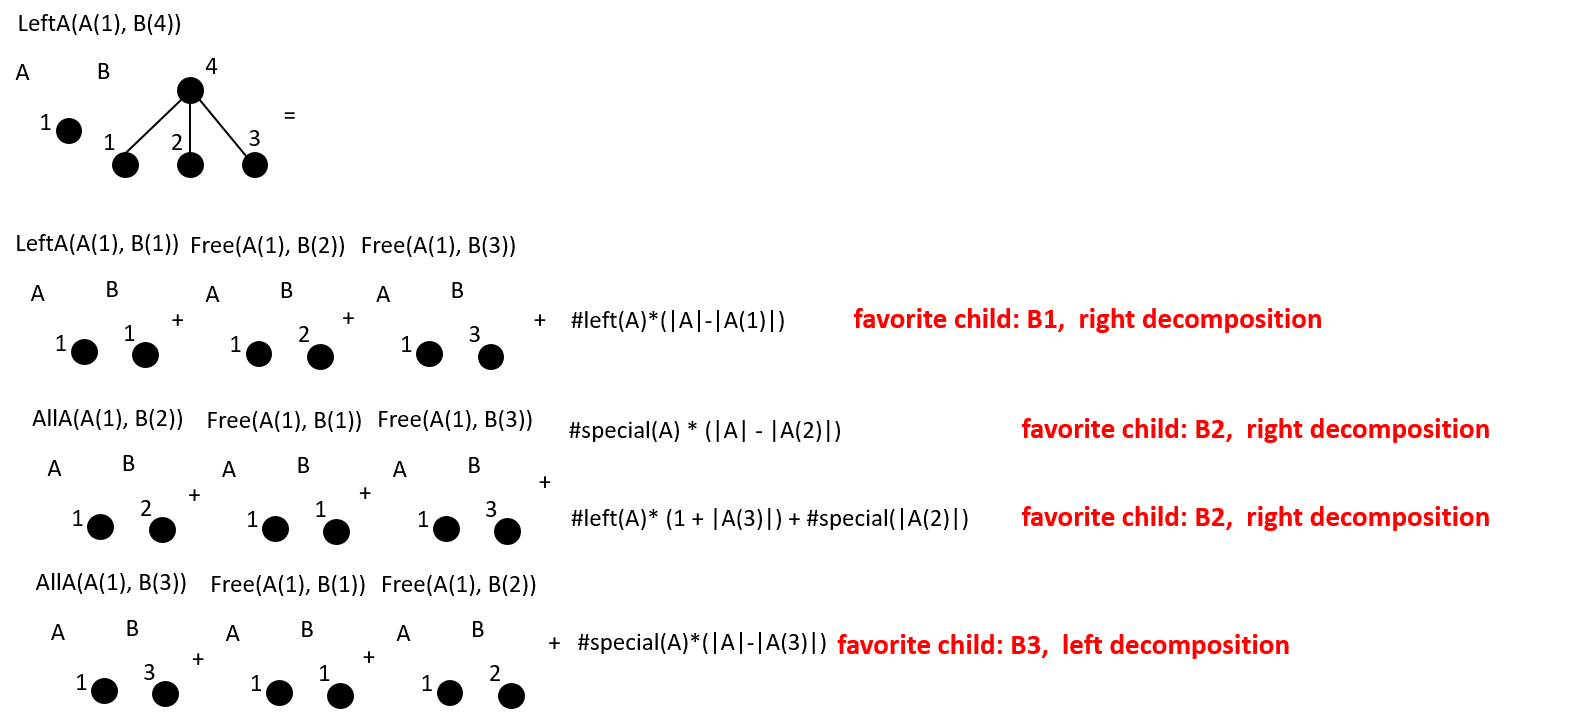 LeftA(A(1), B(4))
A B 4
1 1 2 3 =
LeftA(A(1), B(1)) Free(A(1), B(2)) Free(A(1), B(3))
A B A B A B
1 1 + 1 2 + 1 3 + #left(A)*(|A|-|A(1)|) favorite child: B1, right decomposition
AllA(A(1), B(2)) Free(A(1), B(1)) Free(A(1), B(3)) #special(A) * (|A| - |A(2)|) favorite child: B2, right decomposition
A B A B A B
1 2 + 1 1 + 1 3 + #left(A)* (1 + |A(3)|) + #special(|A(2)|) favorite child: B2, right decomposition
AllA(A(1), B(3)) Free(A(1), B(1)) Free(A(1), B(2))
A B A B A B
1 3 + 1 1 + 1 2 + #special(A)*(|A|-|A(3)|) favorite child: B3, left decomposition